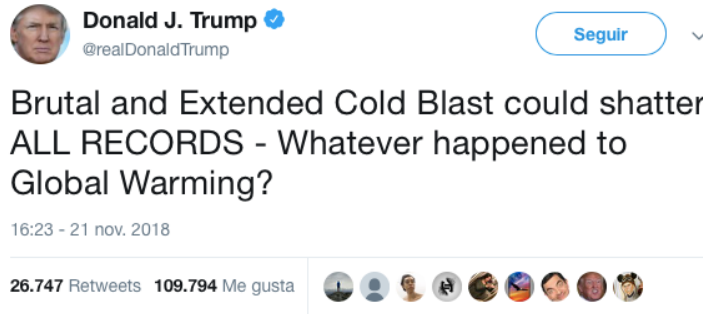 Donald J. Trump
@realDonaldTrump
Seguir
Brutal and Extended Cold Blast could shatter
ALL RECORDS - Whatever happened to
Global Warming?
16:23 - 21 nov. 2018
26.747 Retweets 109.794 Me gusta